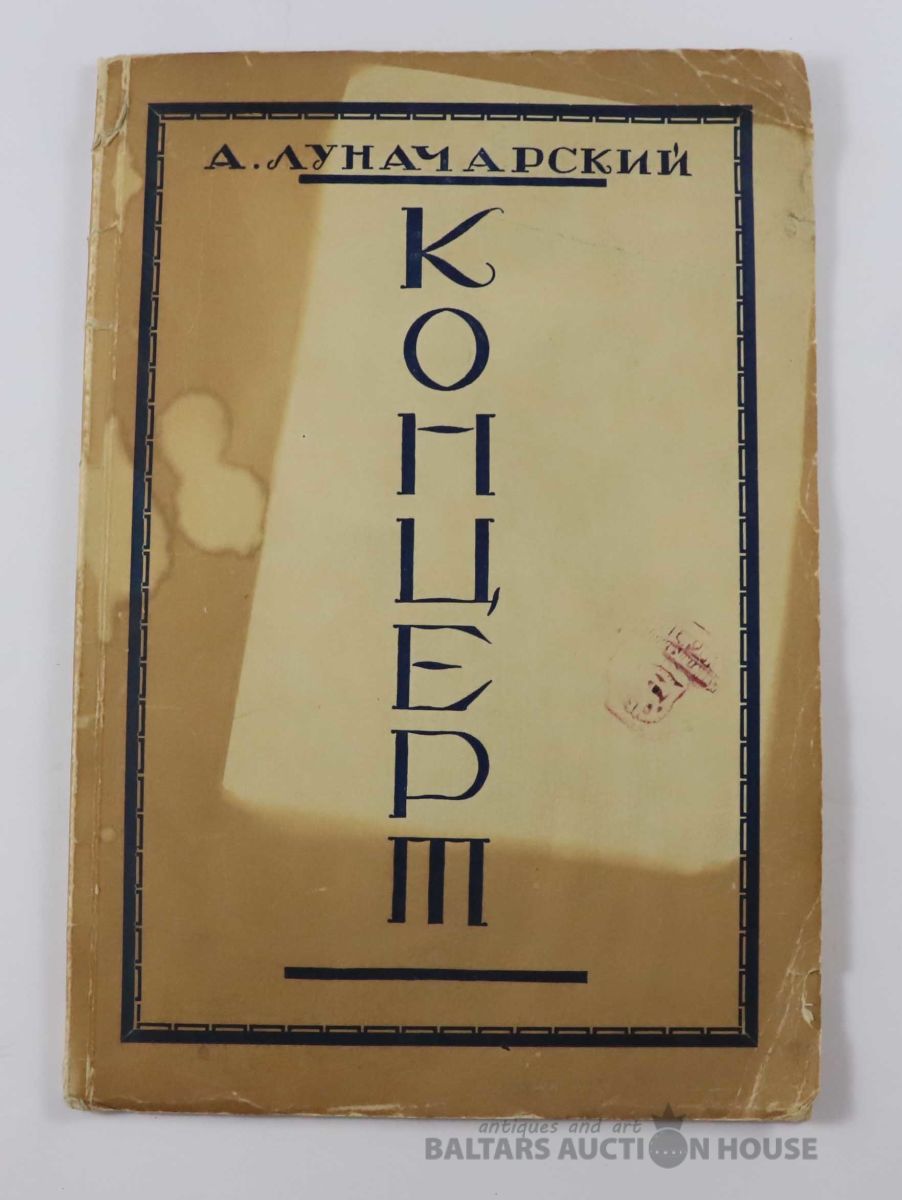 А. ЛУНАЧАРСКИЙ
КОНЦЕРТ
antiques and art
BALTARS AUCTION HOUSE